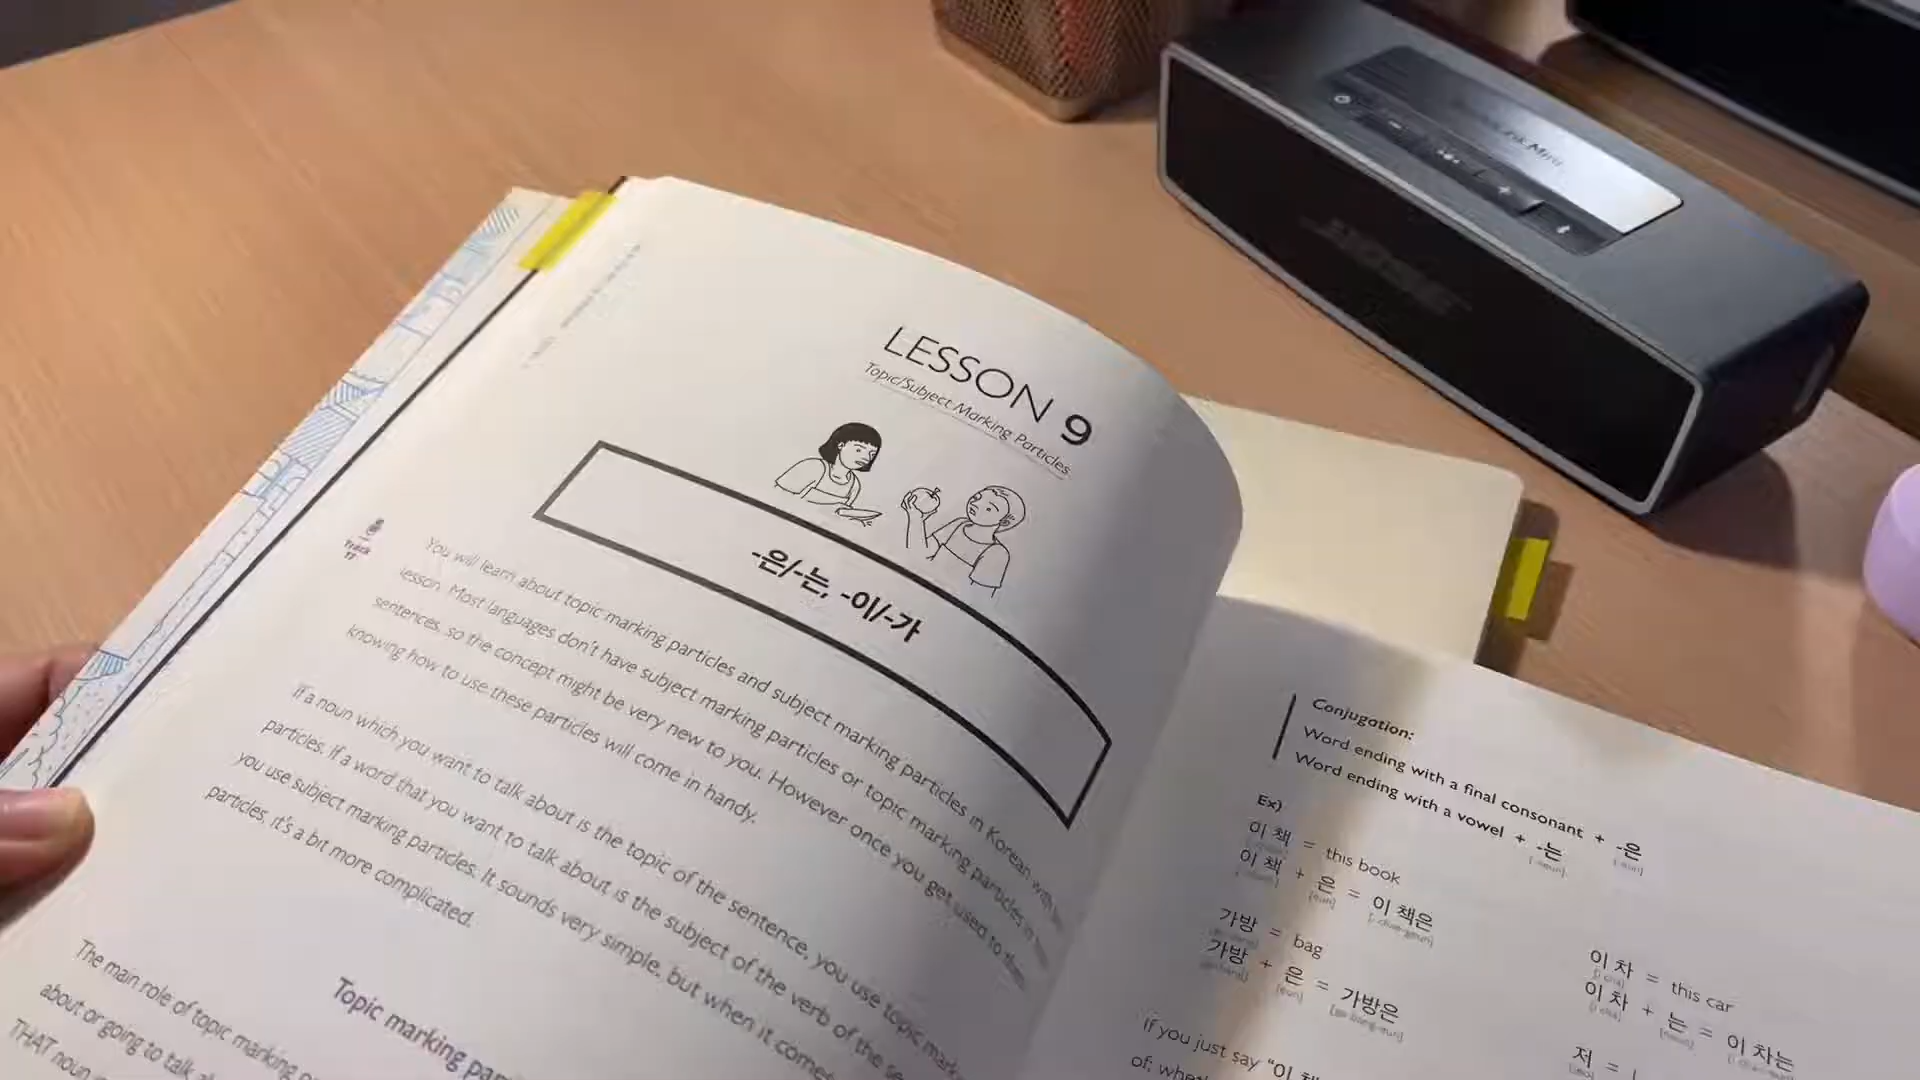 LESSON 9
Topic/Subject Marking Particles
-은/-는, -이/-가
Track
17
You will learn about topic marking particles and subject marking particles in Korean with
lesson. Most languages don't have subject marking particles or topic marking particles in
sentences, so the concept might be very new to you. However once you get used to
knowing how to use these particles will come in handy.
If a noun which you want to talk about is the topic of the sentence, you use topic
particles. If a word that you want to talk about is the subject of the verb of the
you use subject marking particles. It sounds very simple, but when it comes
particles, it's a bit more complicated.
Topic marking
The main role of topic marking
about or going to talk
THAT noun
Conjugation:
Word ending with a final consonant + -은
Word ending with a vowel + -는
Ex)
이 책 = this book
이 책 + 은 = 이 책은
[eun]
가방 = bag
가방 + 은 = 가방은
[eun]
이 차 = this car
이 차 + 는 = 이 차는
저 = I
If you just say "이 책
of; whe
BOSE